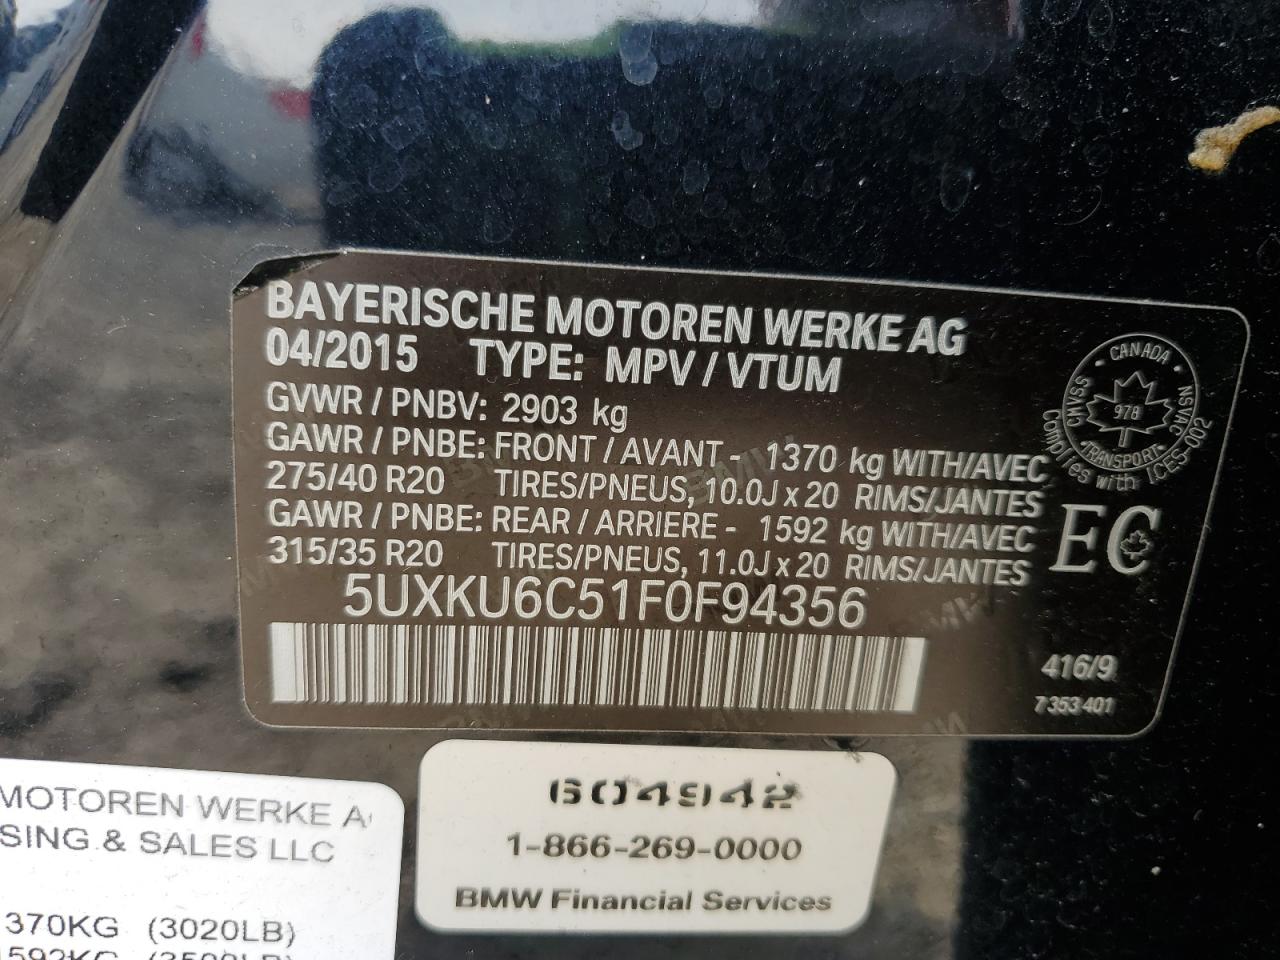 BAYERISCHE MOTOREN WERKE AG
04/2015 TYPE: MPV / VTUM
GVWR / PNBV: 2903 kg
GAWR / PNBE: FRONT / AVANT - 1370 kg WITH/AVEC
275/40 R20 TIRES/PNEUS, 10.0J x 20 RIMS/JANTES
GAWR / PNBE: REAR / ARRIERE - 1592 kg WITH/AVEC
315/35 R20 TIRES/PNEUS, 11.0J x 20 RIMS/JANTES
5UXKU6C51F0F94356
CANADA
CMVSS
NSVAC
978
TRANSPORT
Complies with ICES-002
EC
416/9
7 353 401
604942
1-866-269-0000
BMW Financial Services
MOTOREN WERKE A
SING & SALES LLC
370KG (3020LB)
1592KG (3500LB)